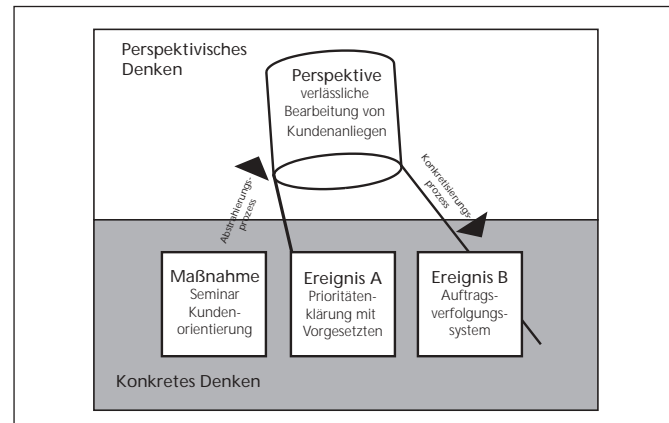 Perspektivisches
Denken
Perspektive
verlässliche
Bearbeitung von
Kundenanliegen
Abstrahierungs-
prozess
Konkretisierungs-
prozess
Maßnahme
Seminar
Kunden-
orientierung
Ereignis A
Prioritäten-
klärung mit
Vorgesetzten
Ereignis B
Auftrags-
verfolgungs-
system
Konkretes Denken